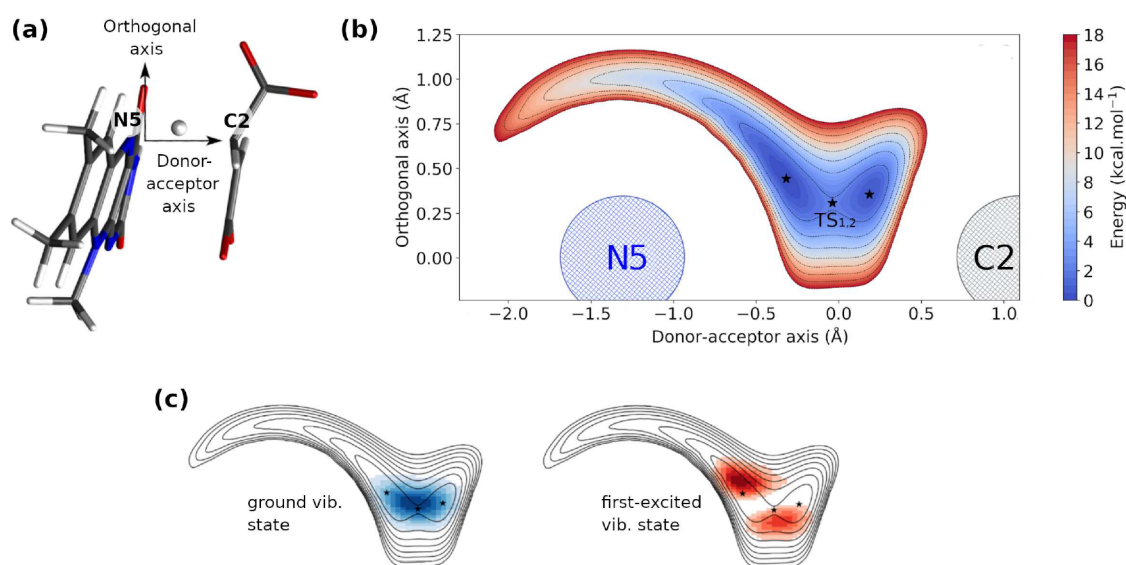 (a)
Orthogonal
axis
N5
C2
Donor-
acceptor
axis
(b)
1.25
1.00
0.75
0.50
0.25
0.00
Orthogonal axis (Å)
TS1,2
N5
C2
−2.0 −1.5 −1.0 −0.5 0.0 0.5 1.0
Donor-acceptor axis (Å)
18
16
14
12
10
8
6
4
2
0
Energy (kcal.mol⁻¹)
(c)
ground vib.
state
first-excited
vib. state